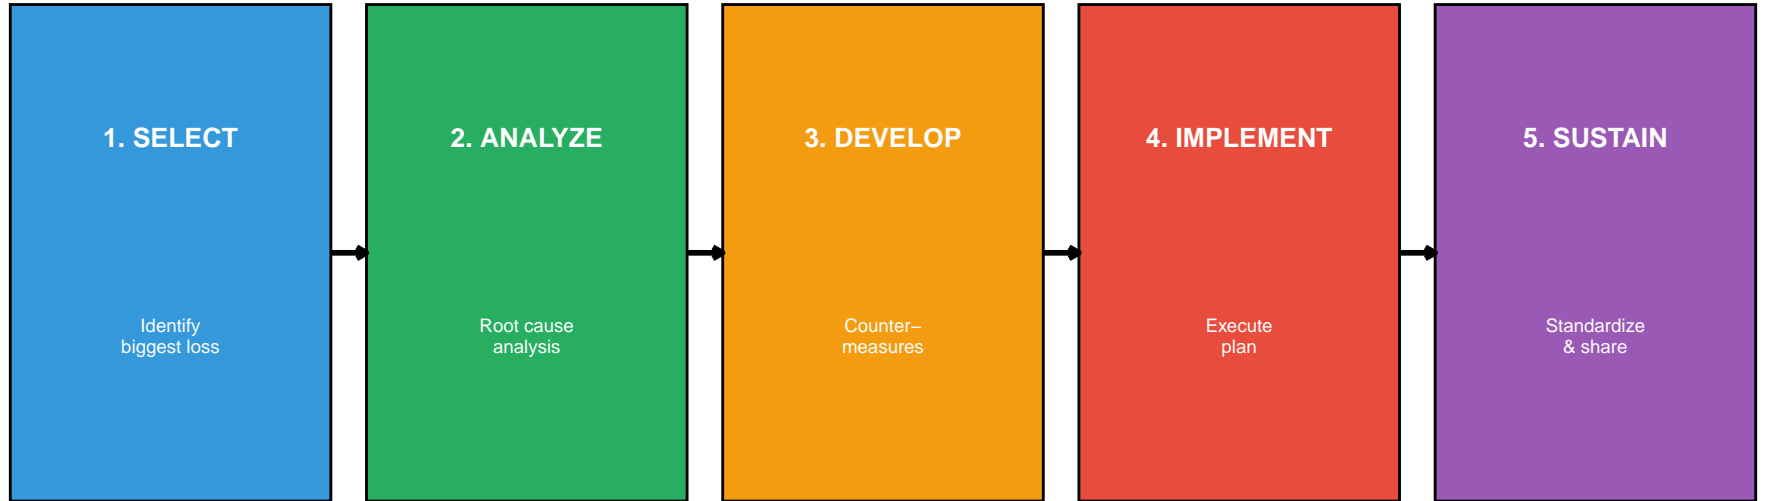 1. SELECT
Identify
biggest loss
2. ANALYZE
Root cause
analysis
3. DEVELOP
Counter−
measures
4. IMPLEMENT
Execute
plan
5. SUSTAIN
Standardize
& share